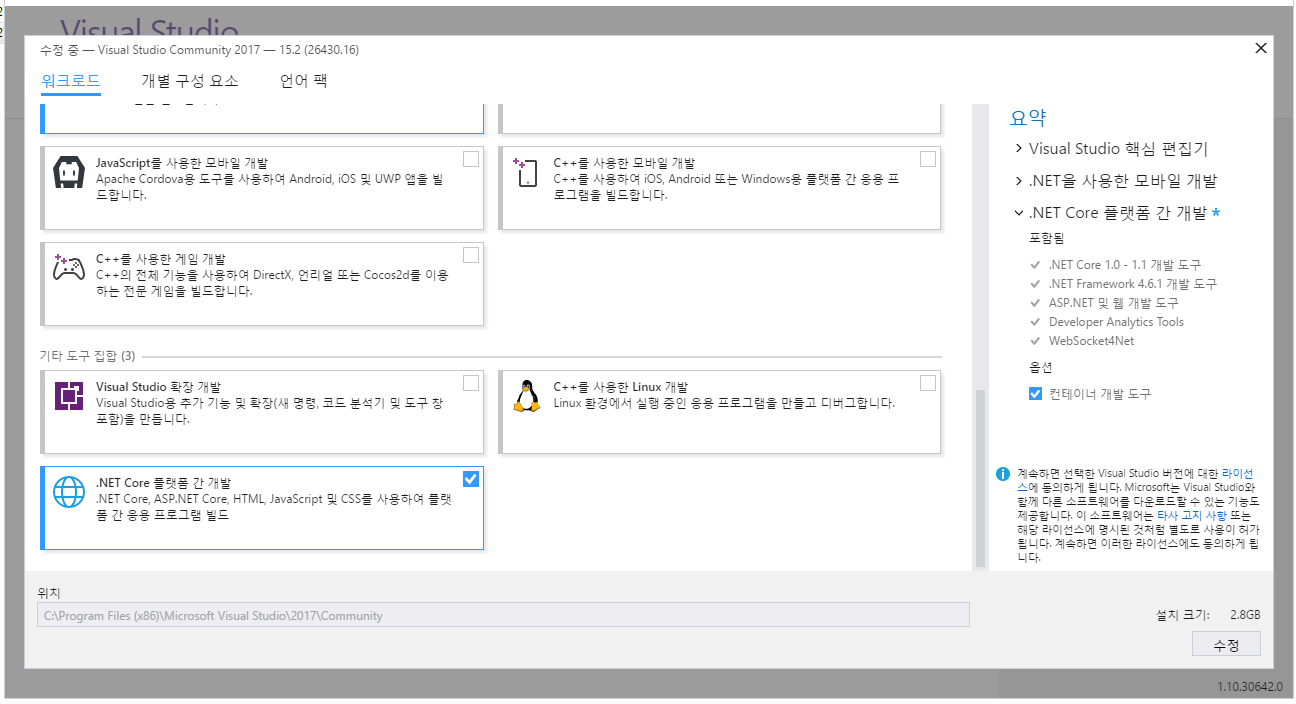 Visual Studio
수정 중 — Visual Studio Community 2017 — 15.2 (26430.16)
워크로드
개별 구성 요소
언어 팩
JavaScript를 사용한 모바일 개발
Apache Cordova용 도구를 사용하여 Android, iOS 및 UWP 앱을 빌
드합니다.
C++를 사용한 모바일 개발
C++를 사용하여 iOS, Android 또는 Windows용 플랫폼 간 응용 프
로그램을 빌드합니다.
C++를 사용한 게임 개발
C++의 전체 기능을 사용하여 DirectX, 언리얼 또는 Cocos2d를 이용
하는 전문 게임을 빌드합니다.
기타 도구 집합 (3)
Visual Studio 확장 개발
Visual Studio용 추가 기능 및 확장(새 명령, 코드 분석기 및 도구 창
포함)을 만듭니다.
C++를 사용한 Linux 개발
Linux 환경에서 실행 중인 응용 프로그램을 만들고 디버그합니다.
.NET Core 플랫폼 간 개발
.NET Core, ASP.NET Core, HTML, JavaScript 및 CSS를 사용하여 플랫
폼 간 응용 프로그램 빌드
요약
Visual Studio 핵심 편집기
.NET을 사용한 모바일 개발
.NET Core 플랫폼 간 개발 *
포함됨
.NET Core 1.0 - 1.1 개발 도구
.NET Framework 4.6.1 개발 도구
ASP.NET 및 웹 개발 도구
Developer Analytics Tools
WebSocket4Net
옵션
컨테이너 개발 도구
계속하면 선택한 Visual Studio 버전에 대한 라이선
스에 동의하게 됩니다. Microsoft는 Visual Studio와
함께 다른 소프트웨어를 다운로드할 수 있는 기능도
제공합니다. 이 소프트웨어는 타사 고지 사항 또는
해당 라이선스에 명시된 것처럼 별도로 사용이 허가
됩니다. 계속하면 이러한 라이선스에도 동의하게 됩
니다.
위치
C:\Program Files (x86)\Microsoft Visual Studio\2017\Community
설치 크기: 2.8GB
수정
1.10.30642.0